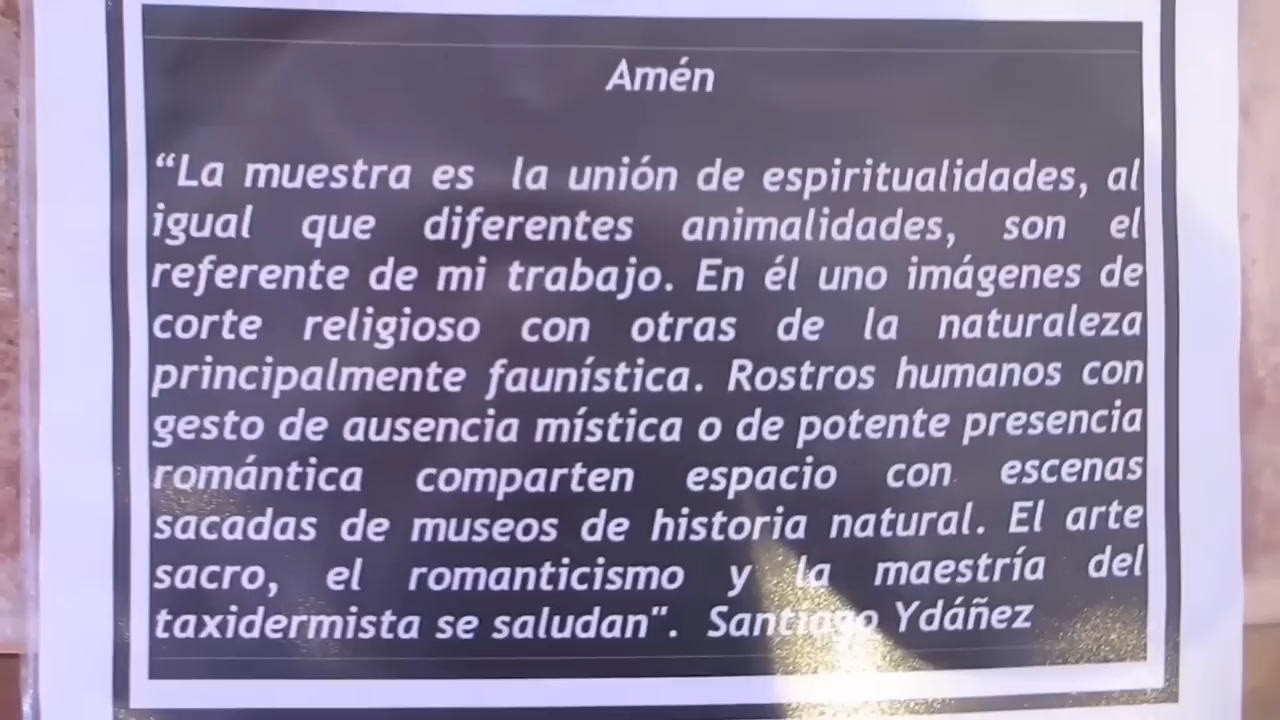 Amén
“La muestra es la unión de espiritualidades, al
igual que diferentes animalidades, son el
referente de mi trabajo. En él uno imágenes de
corte religioso con otras de la naturaleza
principalmente faunística. Rostros humanos con
gesto de ausencia mística o de potente presencia
romántica comparten espacio con escenas
sacadas de museos de historia natural. El arte
sacro, el romanticismo y la maestría del
taxidermista se saludan". Santiago Ydáñez